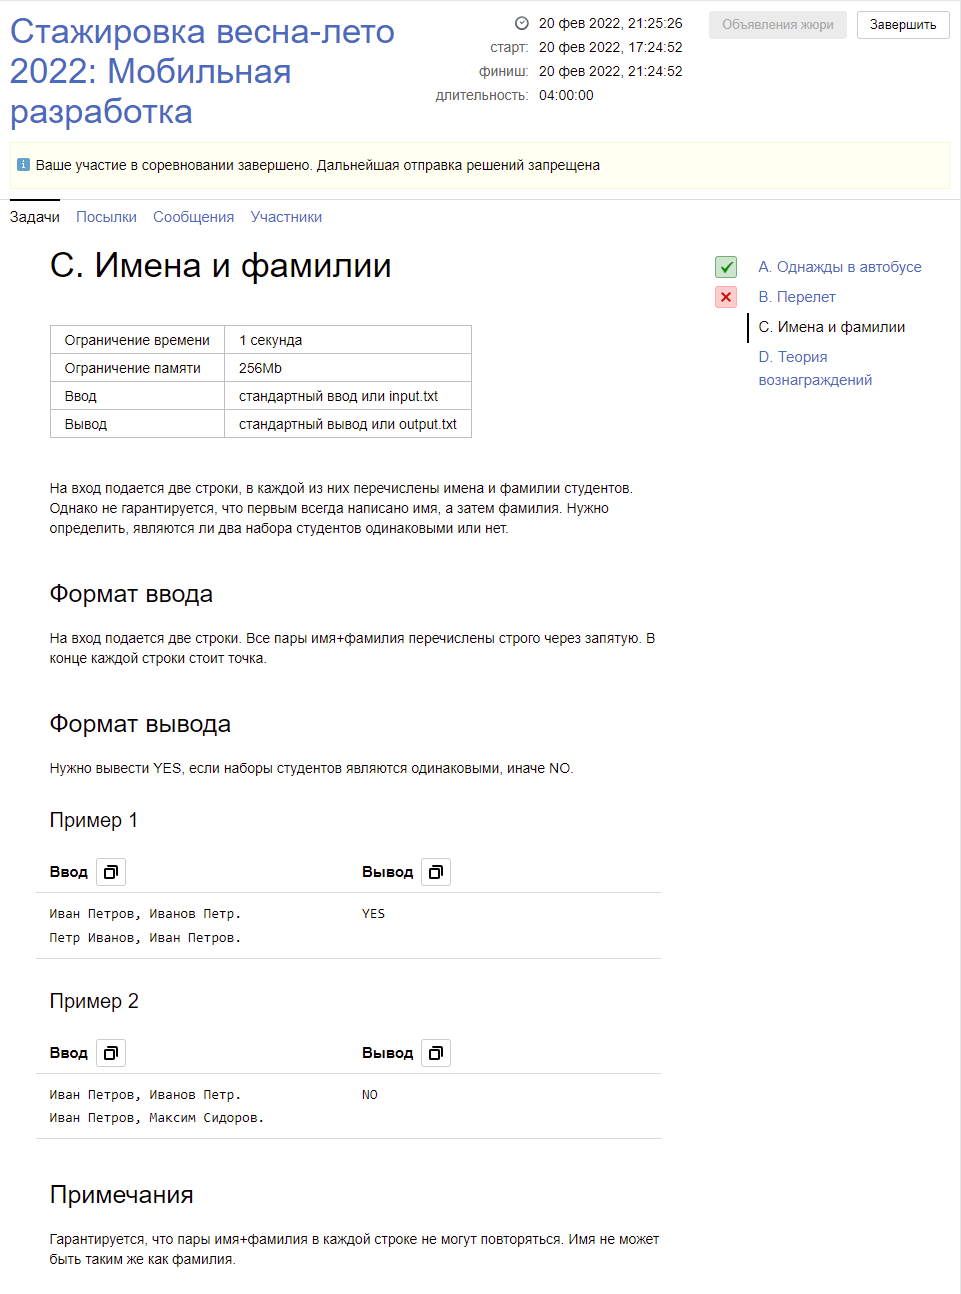 Стажировка весна-лето
2022: Мобильная
разработка
20 фев 2022, 21:25:26
старт: 20 фев 2022, 17:24:52
финиш: 20 фев 2022, 21:24:52
длительность: 04:00:00
Объявления жюри
Завершить
Ваше участие в соревновании завершено. Дальнейшая отправка решений запрещена
Задачи Посылки Сообщения Участники
C. Имена и фамилии
Ограничение времени 1 секунда
Ограничение памяти 256Mb
Ввод стандартный ввод или input.txt
Вывод стандартный вывод или output.txt
На вход подается две строки, в каждой из них перечислены имена и фамилии студентов.
Однако не гарантируется, что первым всегда написано имя, а затем фамилия. Нужно
определить, являются ли два набора студентов одинаковыми или нет.
Формат ввода
На вход подается две строки. Все пары имя+фамилия перечислены строго через запятую. В
конце каждой строки стоит точка.
Формат вывода
Нужно вывести YES, если наборы студентов являются одинаковыми, иначе NO.
Пример 1
Ввод Вывод
Иван Петров, Иванов Петр. YES
Петр Иванов, Иван Петров.
Пример 2
Ввод Вывод
Иван Петров, Иванов Петр. NO
Иван Петров, Максим Сидоров.
Примечания
Гарантируется, что пары имя+фамилия в каждой строке не могут повторяться. Имя не может
быть таким же как фамилия.
A. Однажды в автобусе
B. Перелет
C. Имена и фамилии
D. Теория
вознаграждений